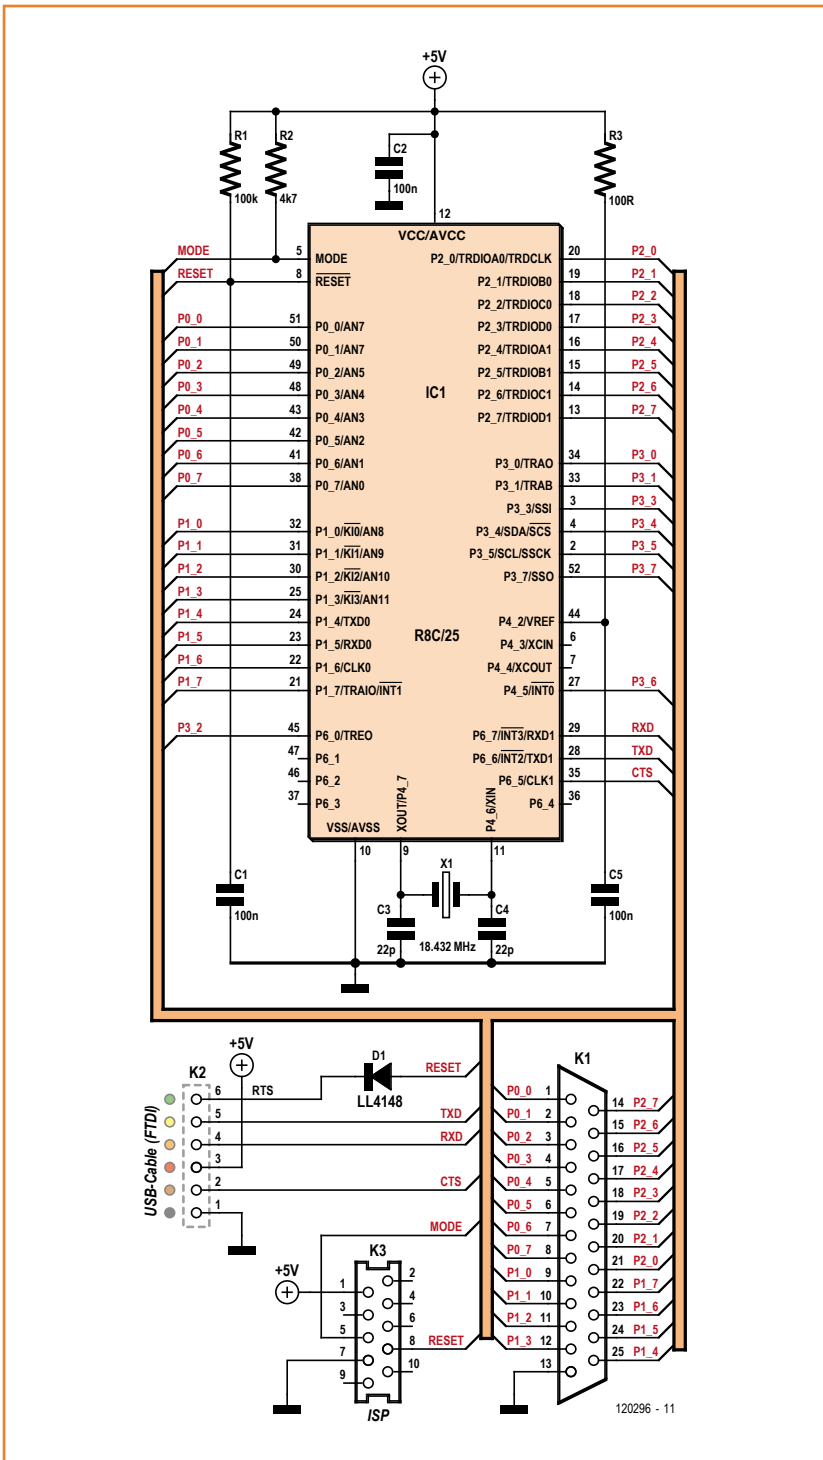 +5V
R1
R2
R3
C2
100k
4k7
100n
100R
12
VCC/AVCC
MODE 5 MODE
RESET 8 RESET
P0_0 51 P0_0/AN7
P0_1 50 P0_1/AN7
P0_2 49 P0_2/AN5
P0_3 48 P0_3/AN4
P0_4 43 P0_4/AN3
P0_5 42 P0_5/AN2
P0_6 41 P0_6/AN1
P0_7 38 P0_7/AN0
P1_0 32 P1_0/KI0/AN8
P1_1 31 P1_1/KI1/AN9
P1_2 30 P1_2/KI2/AN10
P1_3 25 P1_3/KI3/AN11
P1_4 24 P1_4/TXD0
P1_5 23 P1_5/RXD0
P1_6 22 P1_6/CLK0
P1_7 21 P1_7/TRAIO/INT1
P3_2 45 P6_0/TREO
47 P6_1
46 P6_2
37 P6_3
IC1
R8C/25
P2_0/TRDIOA0/TRDCLK 20 P2_0
P2_1/TRDIOB0 19 P2_1
P2_2/TRDIOC0 18 P2_2
P2_3/TRDIOD0 17 P2_3
P2_4/TRDIOA1 16 P2_4
P2_5/TRDIOB1 15 P2_5
P2_6/TRDIOC1 14 P2_6
P2_7/TRDIOD1 13 P2_7
P3_0/TRAO 34 P3_0
P3_1/TRAB 33 P3_1
P3_3/SSI 3 P3_3
P3_4/SDA/SCS 4 P3_4
P3_5/SCL/SSCK 2 P3_5
P3_7/SSO 52 P3_7
P4_2/VREF 44
P4_3/XCIN 6
P4_4/XCOUT 7
P4_5/INT0 27 P3_6
P6_7/INT3/RXD1 29 RXD
P6_6/INT2/TXD1 28 TXD
P6_5/CLK1 35 CTS
P6_4 36
VSS/AVSS
XOUT/P4_7
P4_6/XIN
10
9
11
C1
100n
X1
C3
22p
18.432 MHz
C4
22p
C5
100n
+5V
K2
D1
LL4148
RESET
6 RTS
5 TXD
4 RXD
3
2 CTS
1
USB-Cable (FTDI)
MODE
K3
+5V
1
2
3
4
5
6
7
8 RESET
9
10
ISP
K1
P0_0 1
P0_1 2
P0_2 3
P0_3 4
P0_4 5
P0_5 6
P0_6 7
P0_7 8
P1_0 9
P1_1 10
P1_2 11
P1_3 12
13
14 P2_7
15 P2_6
16 P2_5
17 P2_4
18 P2_3
19 P2_2
20 P2_1
21 P2_0
22 P1_7
23 P1_6
24 P1_5
25 P1_4
120296 - 11